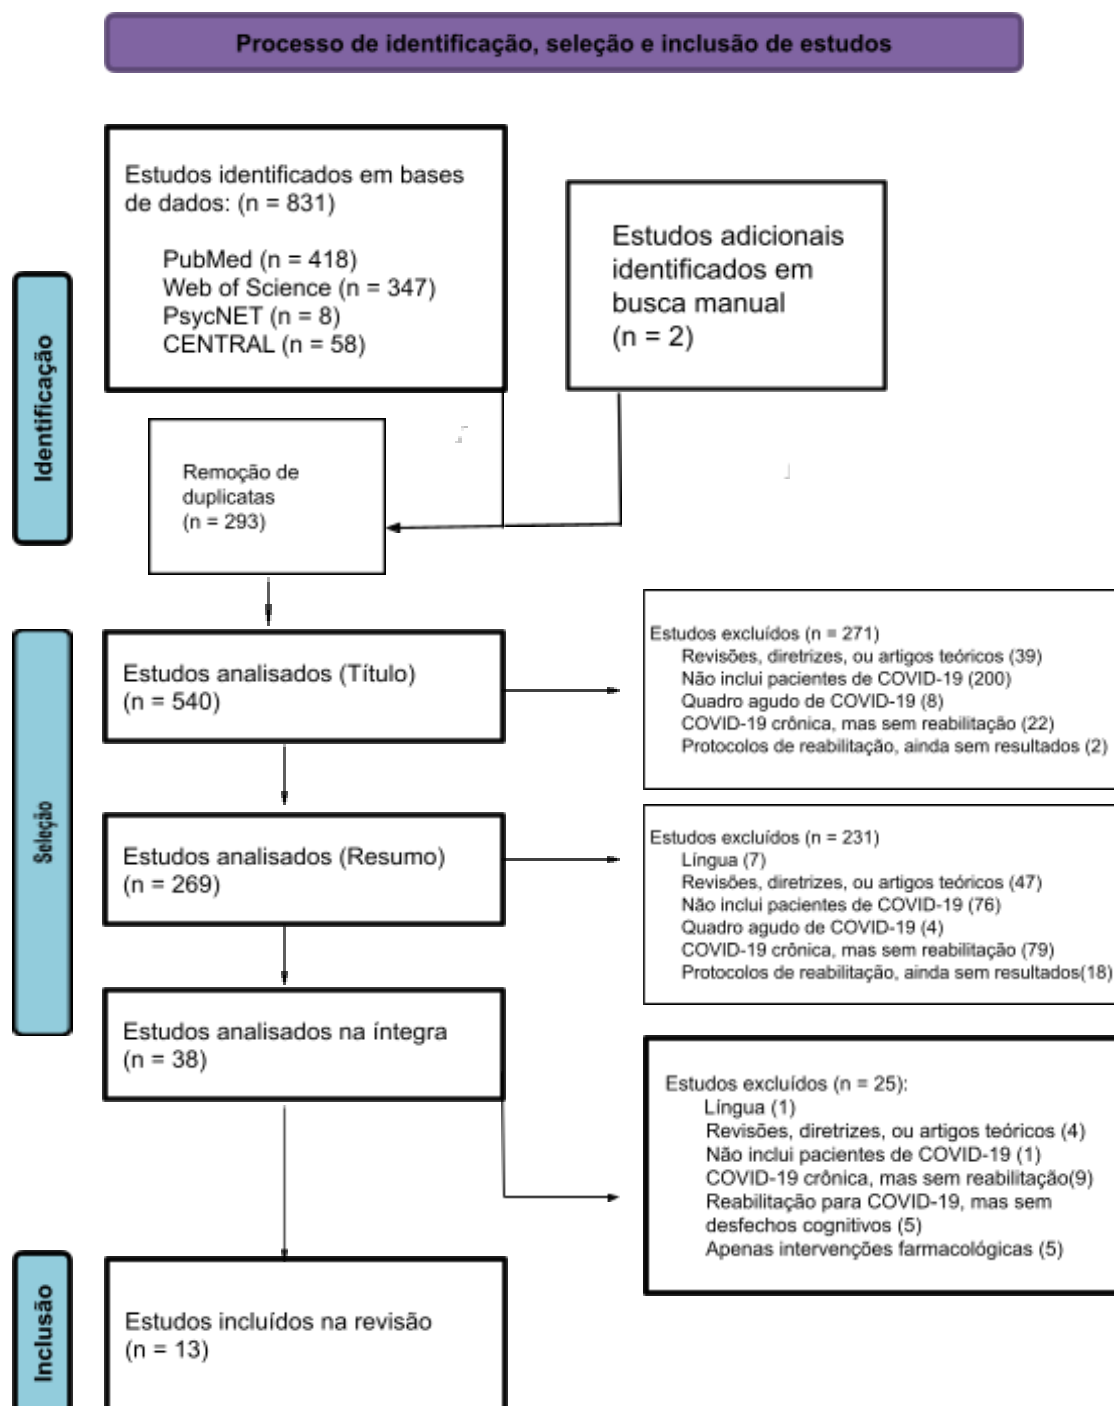 Processo de identificação, seleção e inclusão de estudos
Identificação
Estudos identificados em bases
de dados: (n = 831)
PubMed (n = 418)
Web of Science (n = 347)
PsycNET (n = 8)
CENTRAL (n = 58)
Estudos adicionais
identificados em
busca manual
(n = 2)
Remoção de
duplicatas
(n = 293)
Seleção
Estudos analisados (Título)
(n = 540)
Estudos excluídos (n = 271)
Revisões, diretrizes, ou artigos teóricos (39)
Não inclui pacientes de COVID-19 (200)
Quadro agudo de COVID-19 (8)
COVID-19 crônica, mas sem reabilitação (22)
Protocolos de reabilitação, ainda sem resultados (2)
Estudos analisados (Resumo)
(n = 269)
Estudos excluídos (n = 231)
Língua (7)
Revisões, diretrizes, ou artigos teóricos (47)
Não inclui pacientes de COVID-19 (76)
Quadro agudo de COVID-19 (4)
COVID-19 crônica, mas sem reabilitação (79)
Protocolos de reabilitação, ainda sem resultados(18)
Estudos analisados na íntegra
(n = 38)
Estudos excluídos (n = 25):
Língua (1)
Revisões, diretrizes, ou artigos teóricos (4)
Não inclui pacientes de COVID-19 (1)
COVID-19 crônica, mas sem reabilitação(9)
Reabilitação para COVID-19, mas sem
desfechos cognitivos (5)
Apenas intervenções farmacológicas (5)
Inclusão
Estudos incluídos na revisão
(n = 13)